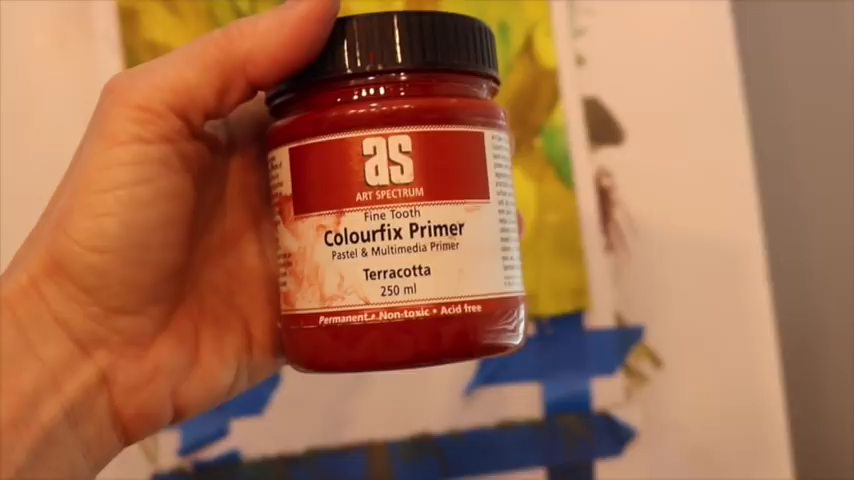 as
ART SPECTRUM
Fine Tooth
Colourfix Primer
Pastel & Multimedia Primer
Terracotta
250 ml
Permanent • Non-toxic • Acid free